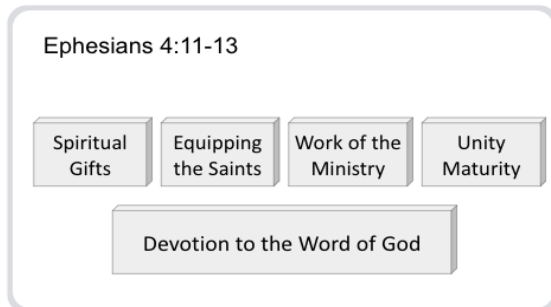 Ephesians 4:11-13
Spiritual
Gifts
Equipping
the Saints
Work of the
Ministry
Unity
Maturity
Devotion to the Word of God